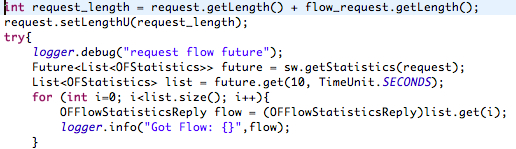 int request_length = request.getLength() + flow_request.getLength();
request.setLengthU(request_length);
try{
logger.debug("request flow future");
Future<List<OFStatistics>> future = sw.getStatistics(request);
List<OFStatistics> list = future.get(10, TimeUnit.SECONDS);
for (int i=0; i<list.size(); i++){
OFFlowStatisticsReply flow = (OFFlowStatisticsReply)list.get(i);
logger.info("Got Flow: {}",flow);
}